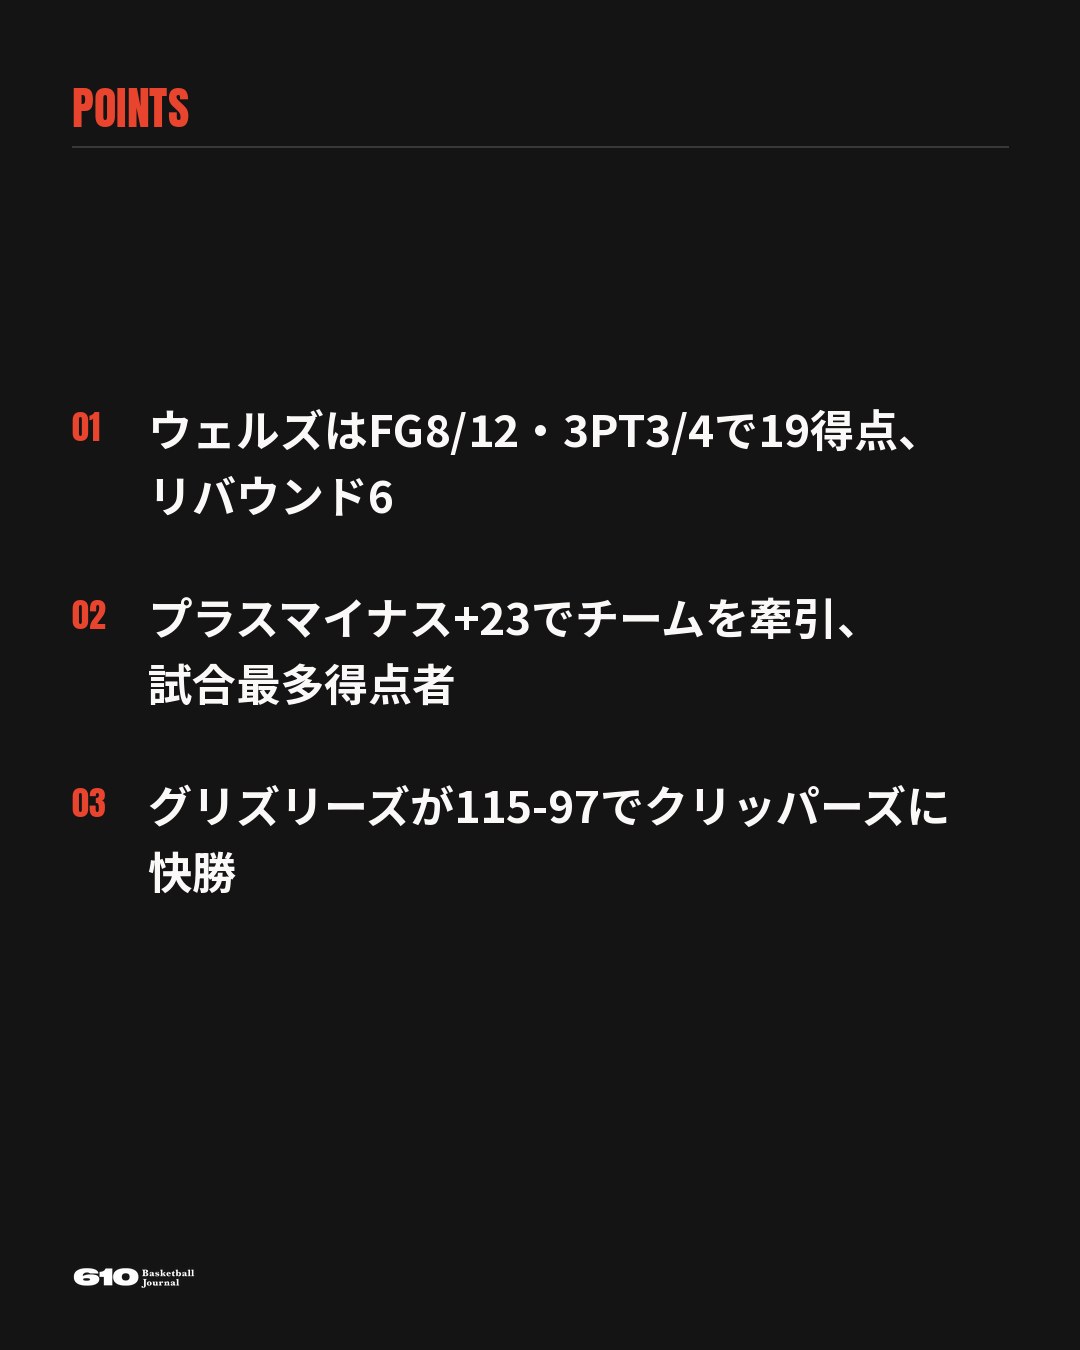 POINTS
01
ウェルズはFG8/12・3PT3/4で19得点、
リバウンド6
02
プラスマイナス+23でチームを牽引、
試合最多得点者
03
グリズリーズが115-97でクリッパーズに
快勝
610 Basketball
Journal